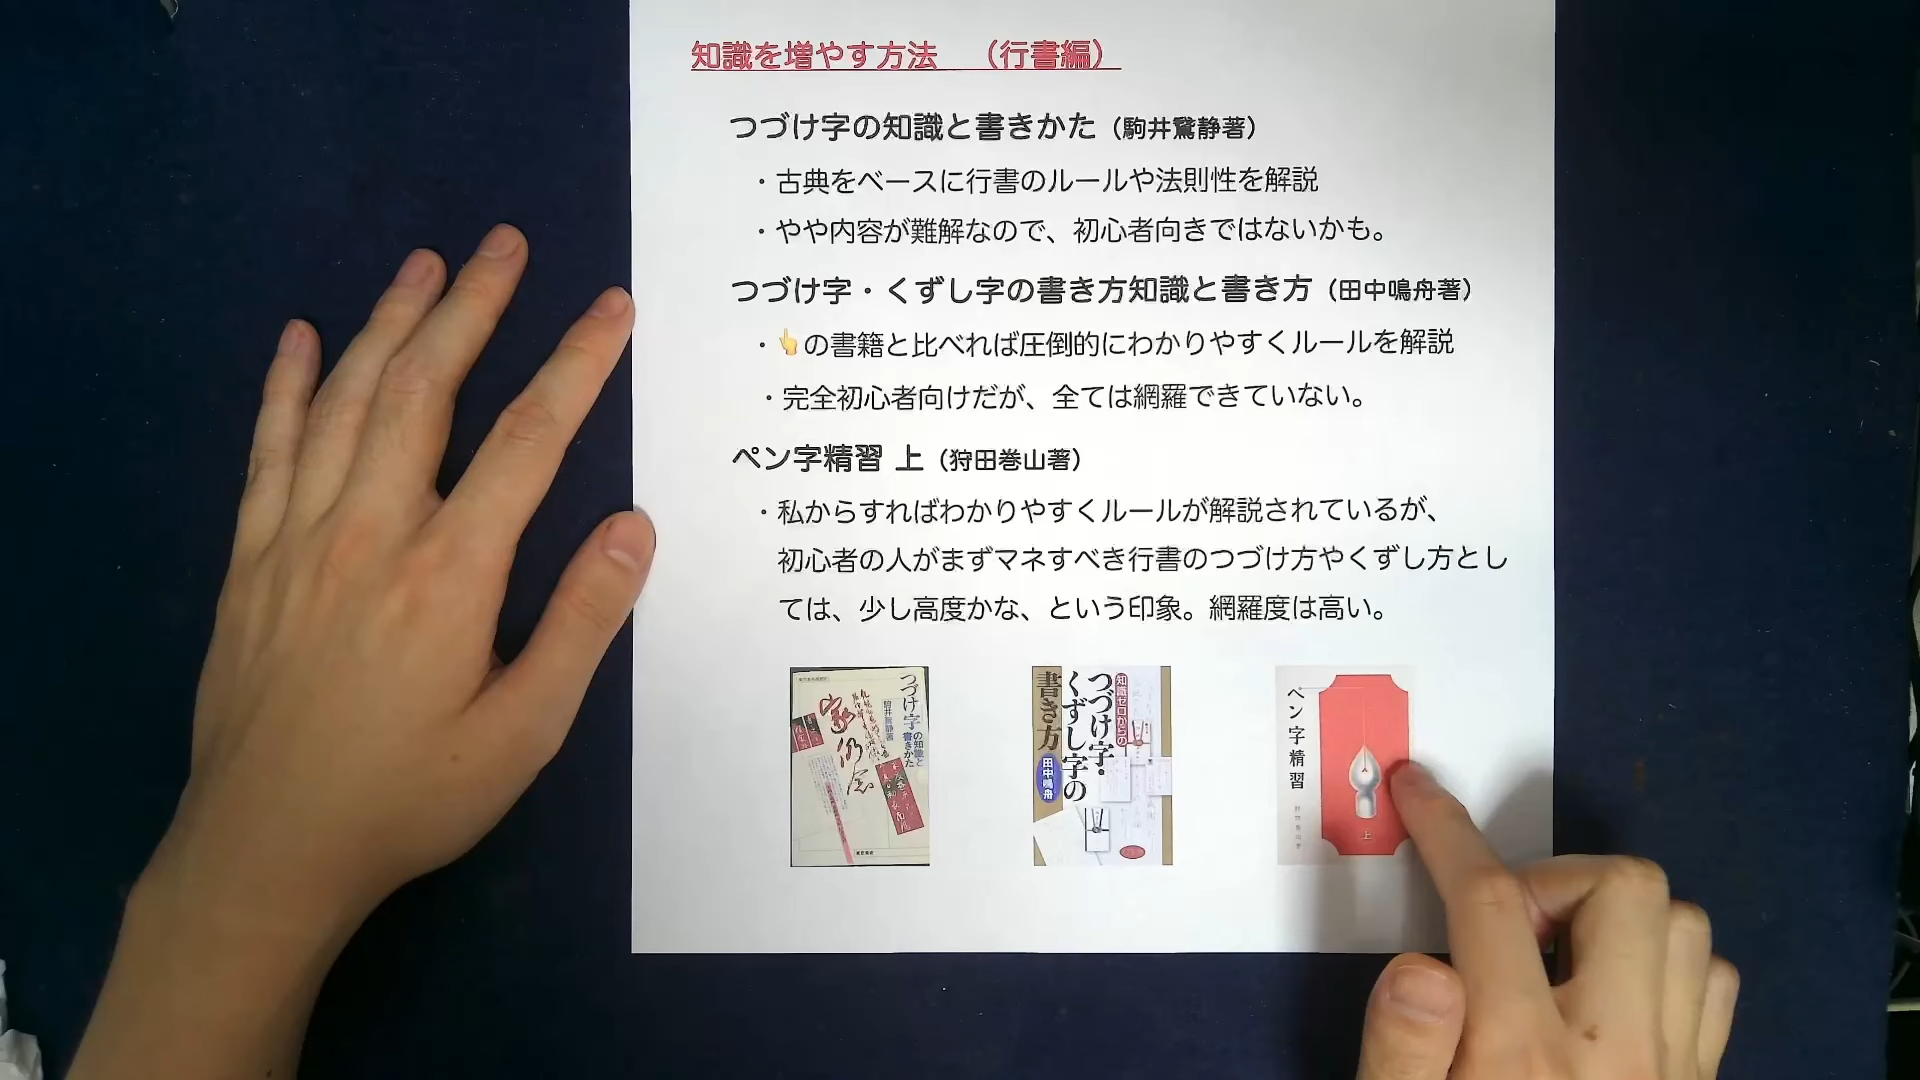 知識を増やす方法　（行書編）
つづけ字の知識と書きかた（駒井鵞静著）
・古典をベースに行書のルールや法則性を解説
・やや内容が難解なので、初心者向きではないかも。
つづけ字・くずし字の書き方知識と書き方（田中鳴舟著）
・👆の書籍と比べれば圧倒的にわかりやすくルールを解説
・完全初心者向けだが、全ては網羅できていない。
ペン字精習 上（狩田巻山著）
・私からすればわかりやすくルールが解説されているが、
初心者の人がまずマネすべき行書のつづけ方やくずし方とし
ては、少し高度かな、という印象。網羅度は高い。
つづけ字の知識と書きかた
駒井鵞静著
知識ゼロからの
つづけ字・
くずし字の
書き方
田中鳴舟
ペン字精習
上